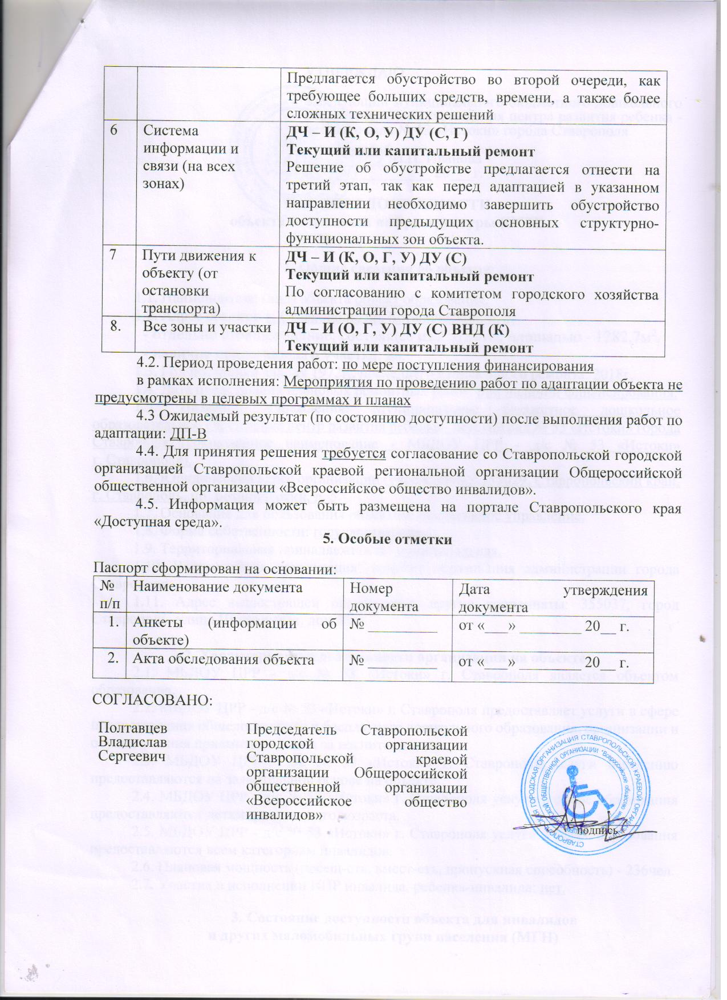 Предлагается обустройство во второй очереди, как
требующее больших средств, времени, а также более
сложных технических решений
6
Система
информации и
связи (на всех
зонах)
ДЧ – И (К, О, У) ДУ (С, Г)
Текущий или капитальный ремонт
Решение об обустройстве предлагается отнести на
третий этап, так как перед адаптацией в указанном
направлении необходимо завершить обустройство
доступности предыдущих основных структурно-
функциональных зон объекта.
7
Пути движения к
объекту (от
остановки
транспорта)
ДЧ – И (К, О, Г, У) ДУ (С)
Текущий или капитальный ремонт
По согласованию с комитетом городского хозяйства
администрации города Ставрополя
8.
Все зоны и участки
ДЧ – И (О, Г, У) ДУ (С) ВНД (К)
Текущий или капитальный ремонт
4.2. Период проведения работ: по мере поступления финансирования
в рамках исполнения: Мероприятия по проведению работ по адаптации объекта не
предусмотрены в целевых программах и планах
4.3 Ожидаемый результат (по состоянию доступности) после выполнения работ по
адаптации: ДП-В
4.4. Для принятия решения требуется согласование со Ставропольской городской
организацией Ставропольской краевой региональной организации Общероссийской
общественной организации «Всероссийское общество инвалидов».
4.5. Информация может быть размещена на портале Ставропольского края
«Доступная среда».
5. Особые отметки
Паспорт сформирован на основании:
№ Наименование документа Номер Дата утверждения
п/п документа документа
1. Анкеты (информации об № _________ от «___» ________ 20__ г.
объекте)
2. Акта обследования объекта № _________ от «___» ________ 20__ г.
СОГЛАСОВАНО:
Полтавцев
Владислав
Сергеевич
Председатель Ставропольской
городской организации
Ставропольской краевой
организации Общероссийской
общественной организации
«Всероссийское общество
инвалидов»
СТАВРОПОЛЬСКАЯ ГОРОДСКАЯ ОРГАНИЗАЦИЯ СТАВРОПОЛЬСКОЙ КРАЕВОЙ ОРГАНИЗАЦИИ
ОБЩЕСТВЕННОЙ ОРГАНИЗАЦИИ "Всероссийское общество
подпись